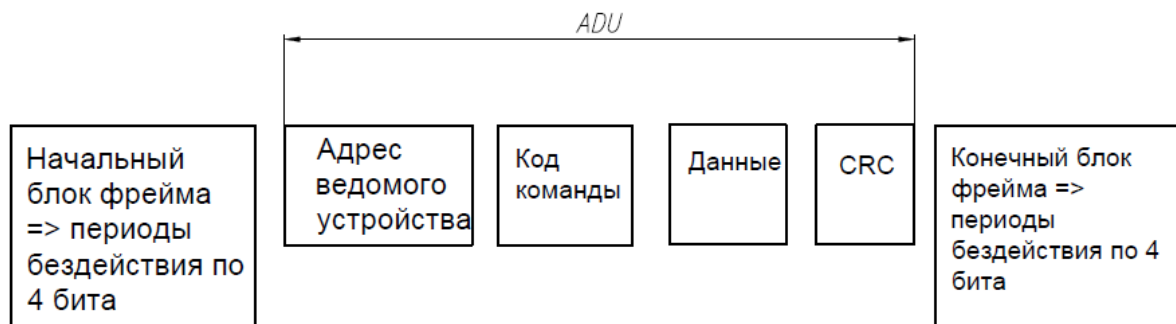 ADU
Начальный
блок фрейма
=> периоды
бездействия по
4 бита
Адрес
ведомого
устройства
Код
команды
Данные
CRC
Конечный блок
фрейма =>
периоды
бездействия по 4
бита